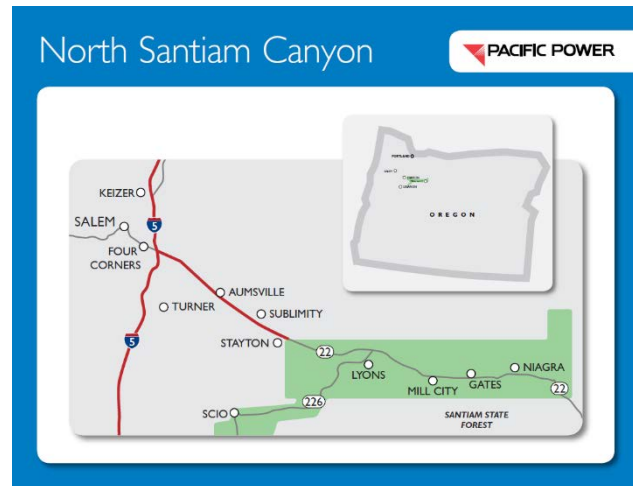 North Santiam Canyon
PACIFIC POWER
PORTLAND
OREGON
KEIZER
SALEM
5
FOUR
CORNERS
AUMSVILLE
TURNER
SUBLIMITY
5
STAYTON
22
LYONS
NIAGRA
GATES
MILL CITY
22
226
SCIO
SANTIAM STATE
FOREST